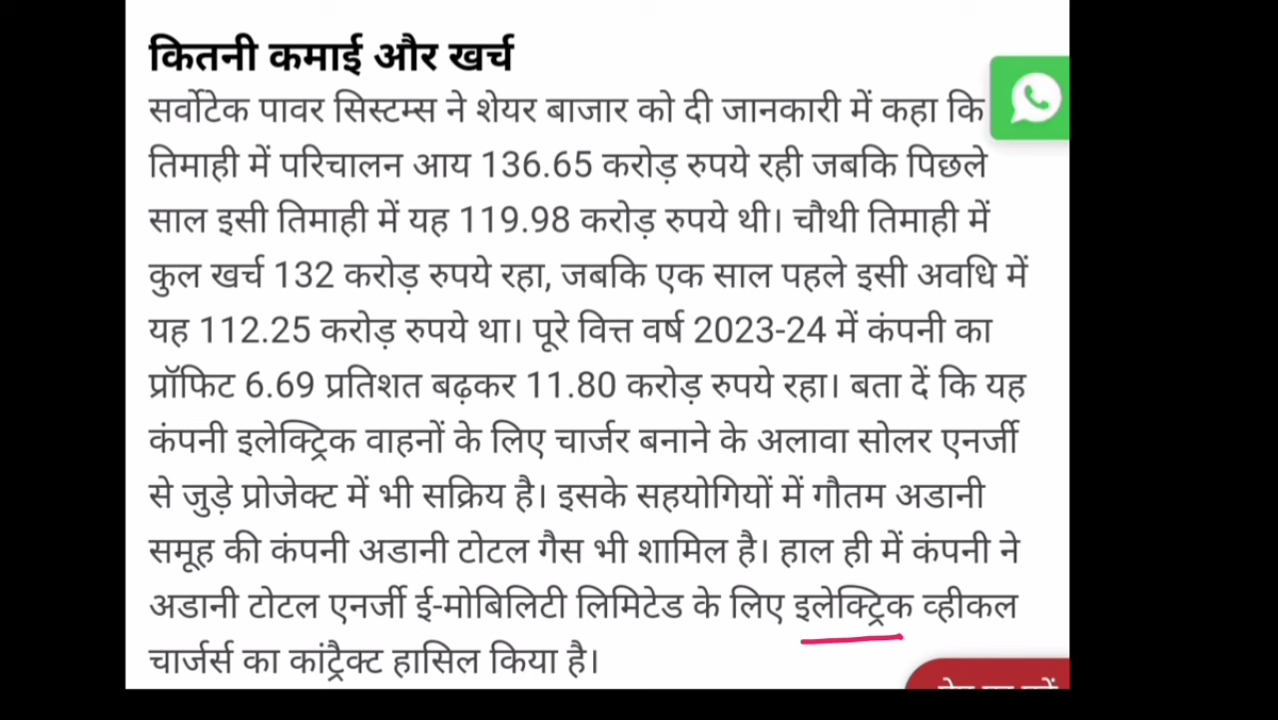 कितनी कमाई और खर्च
सर्वोटेक पावर सिस्टम्स ने शेयर बाजार को दी जानकारी में कहा कि
तिमाही में परिचालन आय 136.65 करोड़ रुपये रही जबकि पिछले
साल इसी तिमाही में यह 119.98 करोड़ रुपये थी। चौथी तिमाही में
कुल खर्च 132 करोड़ रुपये रहा, जबकि एक साल पहले इसी अवधि में
यह 112.25 करोड़ रुपये था। पूरे वित्त वर्ष 2023-24 में कंपनी का
प्रॉफिट 6.69 प्रतिशत बढ़कर 11.80 करोड़ रुपये रहा। बता दें कि यह
कंपनी इलेक्ट्रिक वाहनों के लिए चार्जर बनाने के अलावा सोलर एनर्जी
से जुड़े प्रोजेक्ट में भी सक्रिय है। इसके सहयोगियों में गौतम अडानी
समूह की कंपनी अडानी टोटल गैस भी शामिल है। हाल ही में कंपनी ने
अडानी टोटल एनर्जी ई-मोबिलिटी लिमिटेड के लिए इलेक्ट्रिक व्हीकल
चार्जर्स का कांट्रैक्ट हासिल किया है।